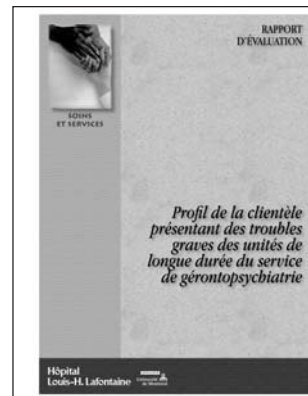 RAPPORT
D'ÉVALUATION
SOINS
ET SERVICES
Profil de la clientèle
présentant des troubles
graves des unités de
longue durée du service
de gérontopsychiatrie
Hôpital
Louis-H. Lafontaine